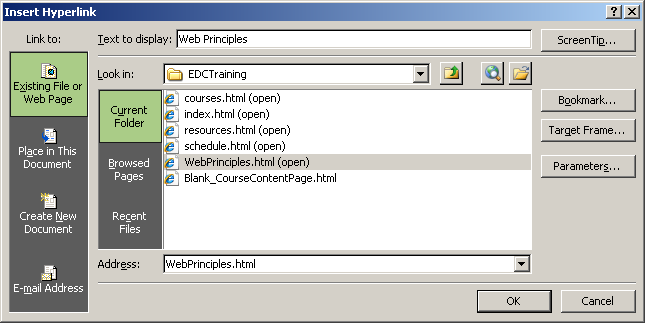 Insert Hyperlink
Link to:
Text to display: Web Principles
ScreenTip...
Existing File or
Web Page
Look in: EDCTraining
Current
Folder
courses.html (open)
index.html (open)
resources.html (open)
schedule.html (open)
WebPrinciples.html (open)
Blank_CourseContentPage.html
Bookmark...
Target Frame...
Parameters...
Place in This
Document
Browsed
Pages
Create New
Document
Recent
Files
E-mail Address
Address: WebPrinciples.html
OK
Cancel